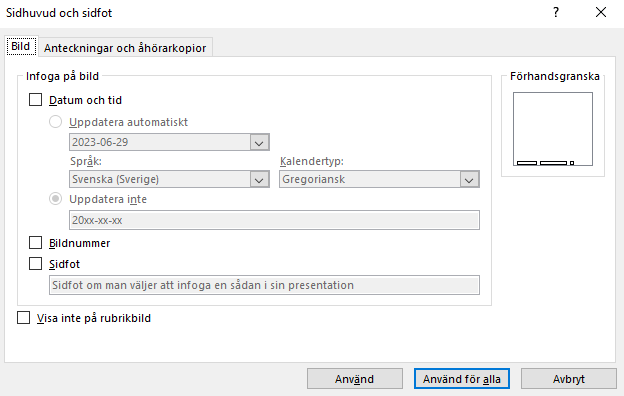 Sidhuvud och sidfot
Bild Anteckningar och åhörarkopior
Infoga på bild
Datum och tid
Uppdatera automatiskt
2023-06-29
Språk: Kalendertyp:
Svenska (Sverige) Gregoriansk
Uppdatera inte
20xx-xx-xx
Bildnummer
Sidfot
Sidfot om man väljer att infoga en sådan i sin presentation
Visa inte på rubrikbild
Förhandsgranska
Använd Använd för alla Avbryt